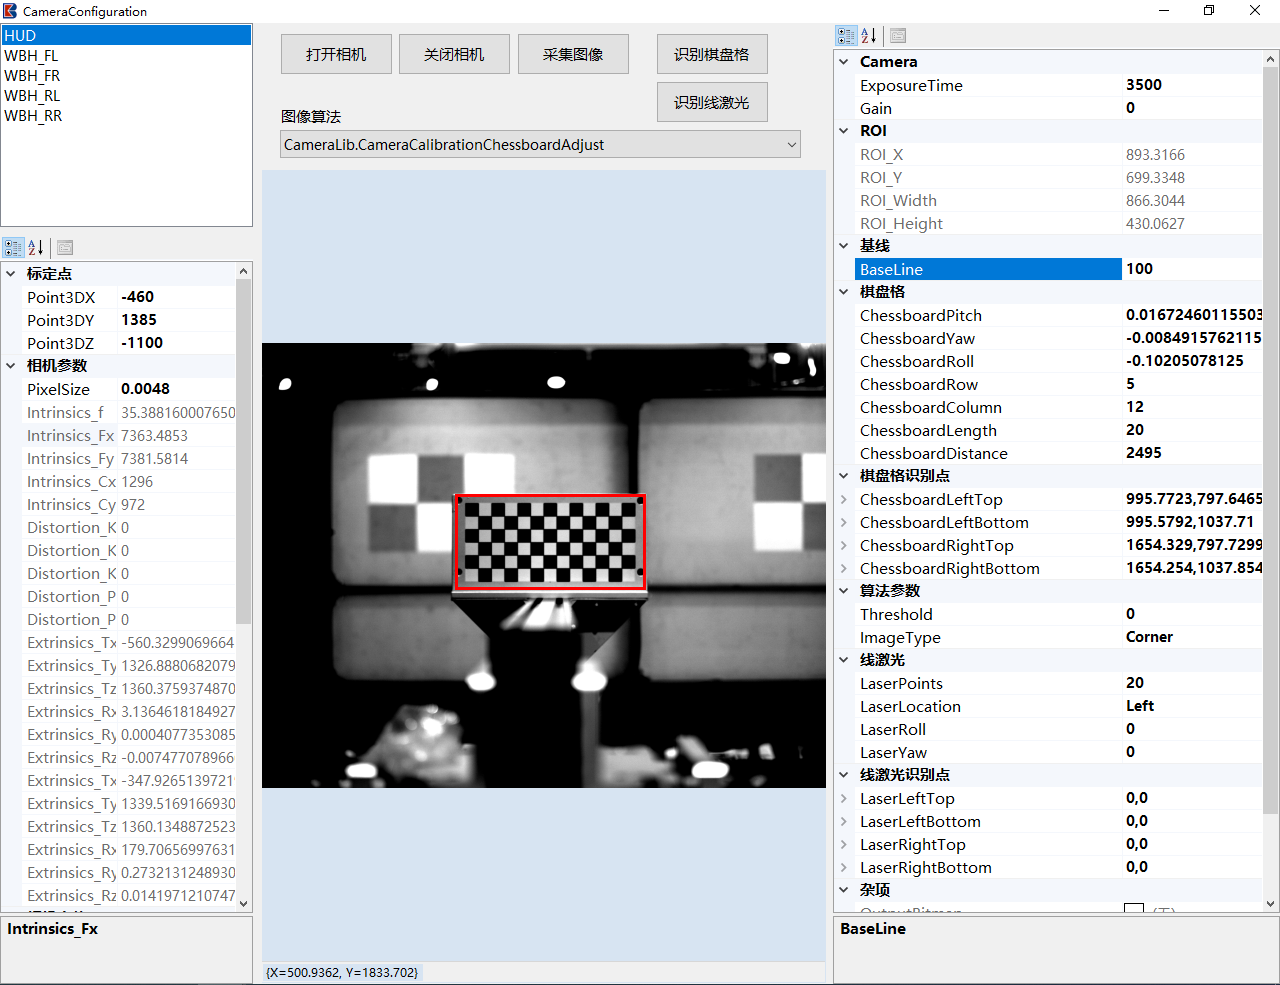 CameraConfiguration
HUD
WBH_FL
WBH_FR
WBH_RL
WBH_RR
标定点
Point3DX -460
Point3DY 1385
Point3DZ -1100
相机参数
PixelSize 0.0048
Intrinsics_f 35.388160007650
Intrinsics_Fx 7363.4853
Intrinsics_Fy 7381.5814
Intrinsics_Cx 1296
Intrinsics_Cy 972
Distortion_K 0
Distortion_K 0
Distortion_K 0
Distortion_P 0
Distortion_P 0
Extrinsics_Tx -560.3299069664
Extrinsics_Ty 1326.8880682079
Extrinsics_Tz 1360.3759374870
Extrinsics_Rx 3.1364618184927
Extrinsics_Ry 0.0004077353085
Extrinsics_Rz -0.007477078966
Extrinsics_Tx -347.9265139721
Extrinsics_Ty 1339.5169166930
Extrinsics_Tz 1360.1348872523
Extrinsics_Rx 179.70656997631
Extrinsics_Ry 0.2732131248930
Extrinsics_Rz 0.0141971210747
Intrinsics_Fx
打开相机 关闭相机 采集图像 识别棋盘格
识别线激光
图像算法
CameraLib.CameraCalibrationChessboardAdjust
{X=500.9362, Y=1833.702}
Camera
ExposureTime 3500
Gain 0
ROI
ROI_X 893.3166
ROI_Y 699.3348
ROI_Width 866.3044
ROI_Height 430.0627
基线
BaseLine 100
棋盘格
ChessboardPitch 0.01672460115503
ChessboardYaw -0.0084915762115
ChessboardRoll -0.10205078125
ChessboardRow 5
ChessboardColumn 12
ChessboardLength 20
ChessboardDistance 2495
棋盘格识别点
ChessboardLeftTop 995.7723,797.6465
ChessboardLeftBottom 995.5792,1037.71
ChessboardRightTop 1654.329,797.7299
ChessboardRightBottom 1654.254,1037.854
算法参数
Threshold 0
ImageType Corner
线激光
LaserPoints 20
LaserLocation Left
LaserRoll 0
LaserYaw 0
线激光识别点
LaserLeftTop 0,0
LaserLeftBottom 0,0
LaserRightTop 0,0
LaserRightBottom 0,0
杂项
BaseLine